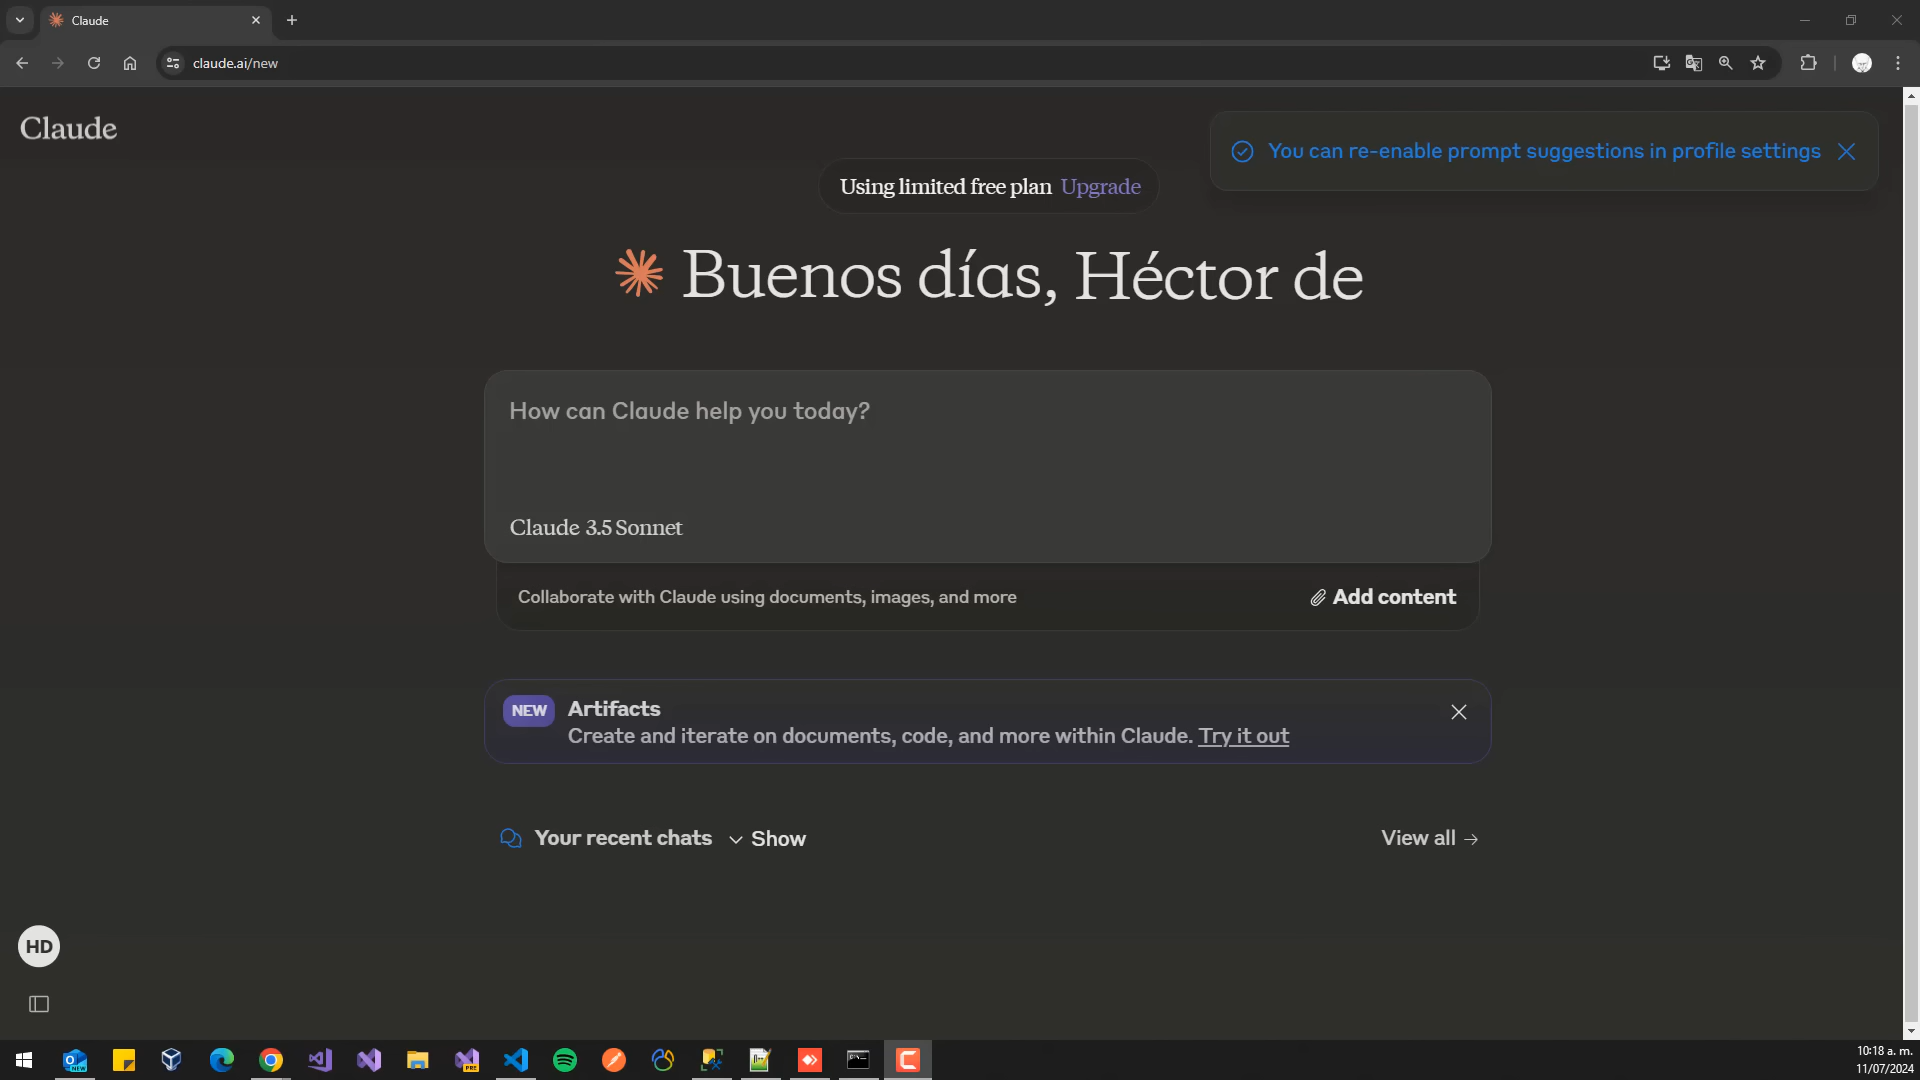 Claude
claude.ai/new
Claude
You can re-enable prompt suggestions in profile settings
Using limited free plan Upgrade
Buenos días, Héctor de
How can Claude help you today?
Claude 3.5 Sonnet
Collaborate with Claude using documents, images, and more
Add content
NEW
Artifacts
Create and iterate on documents, code, and more within Claude. Try it out
Your recent chats
Show
View all →
HD
NEW
PRE
10:18 a. m.
11/07/2024